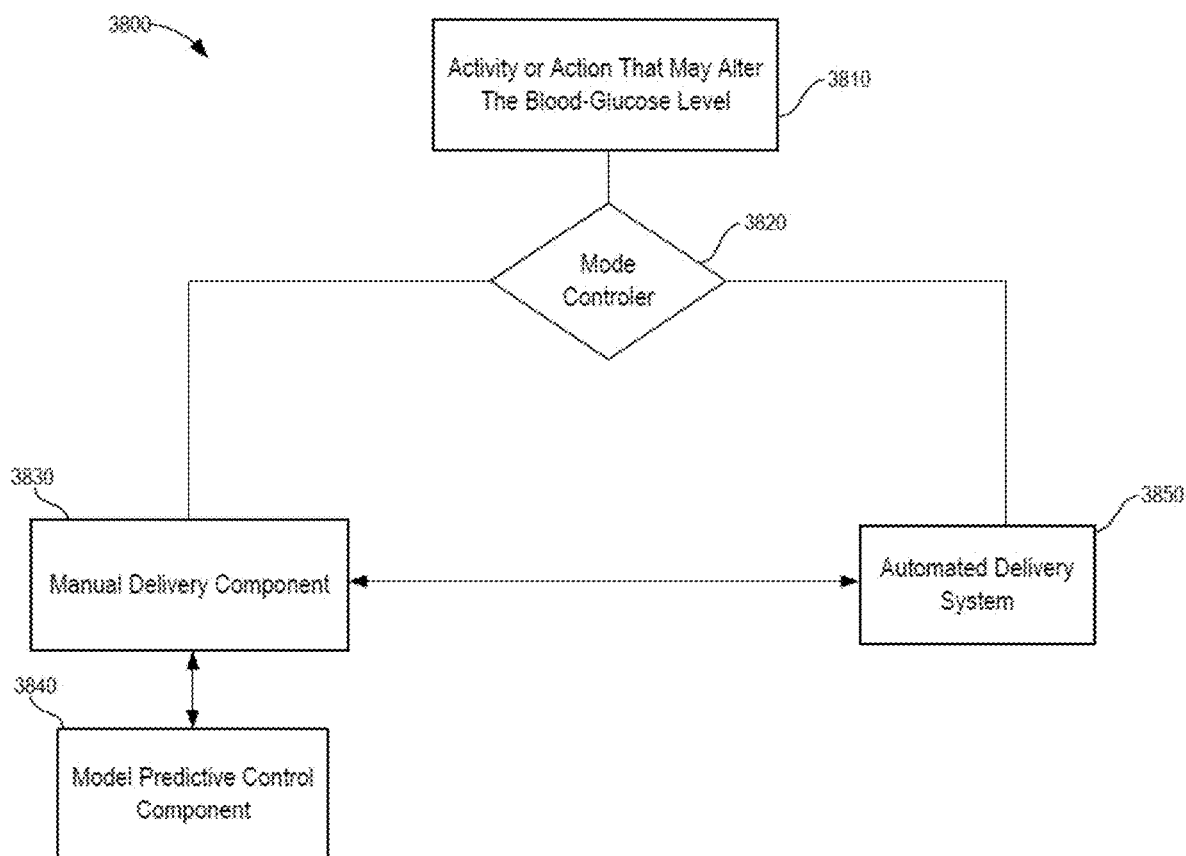 3800
Activity or Action That May Alter
The Blood-Glucose Level
3810
3820
Mode
Controler
3830
3850
Manual Delivery Component
Automated Delivery
System
3840
Model Predictive Control
Component